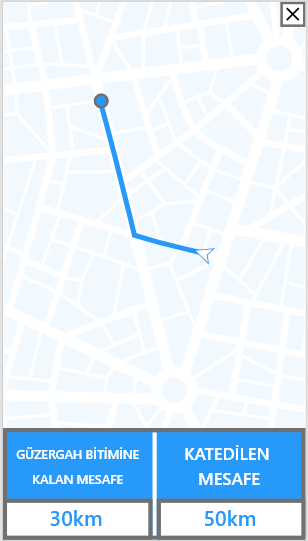 GÜZERGAH BİTİMİNE
KALAN MESAFE
KATEDİLEN
MESAFE
30km
50km